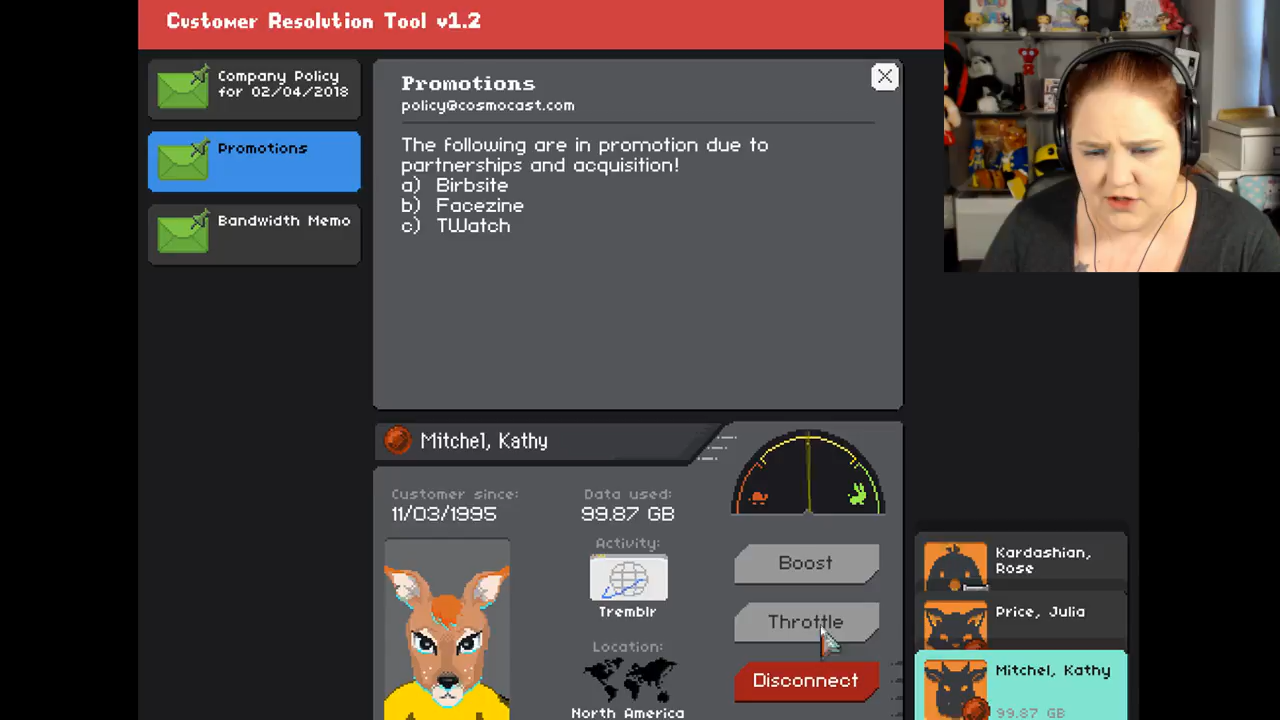 Customer Resolution Tool v1.2
Company Policy
for 02/04/2018
Promotions
Bandwidth Memo
Promotions
policy@cosmocast.com
The following are in promotion due to
partnerships and acquisition!
a) Birbsite
b) Facezine
c) TWatch
Mitchel, Kathy
Customer since:
11/03/1995
Data used:
99.87 GB
Activity:
Tremblr
Location:
North America
Boost
Throttle
Disconnect
Kardashian,
Rose
Price, Julia
Mitchel, Kathy
99.87 GB